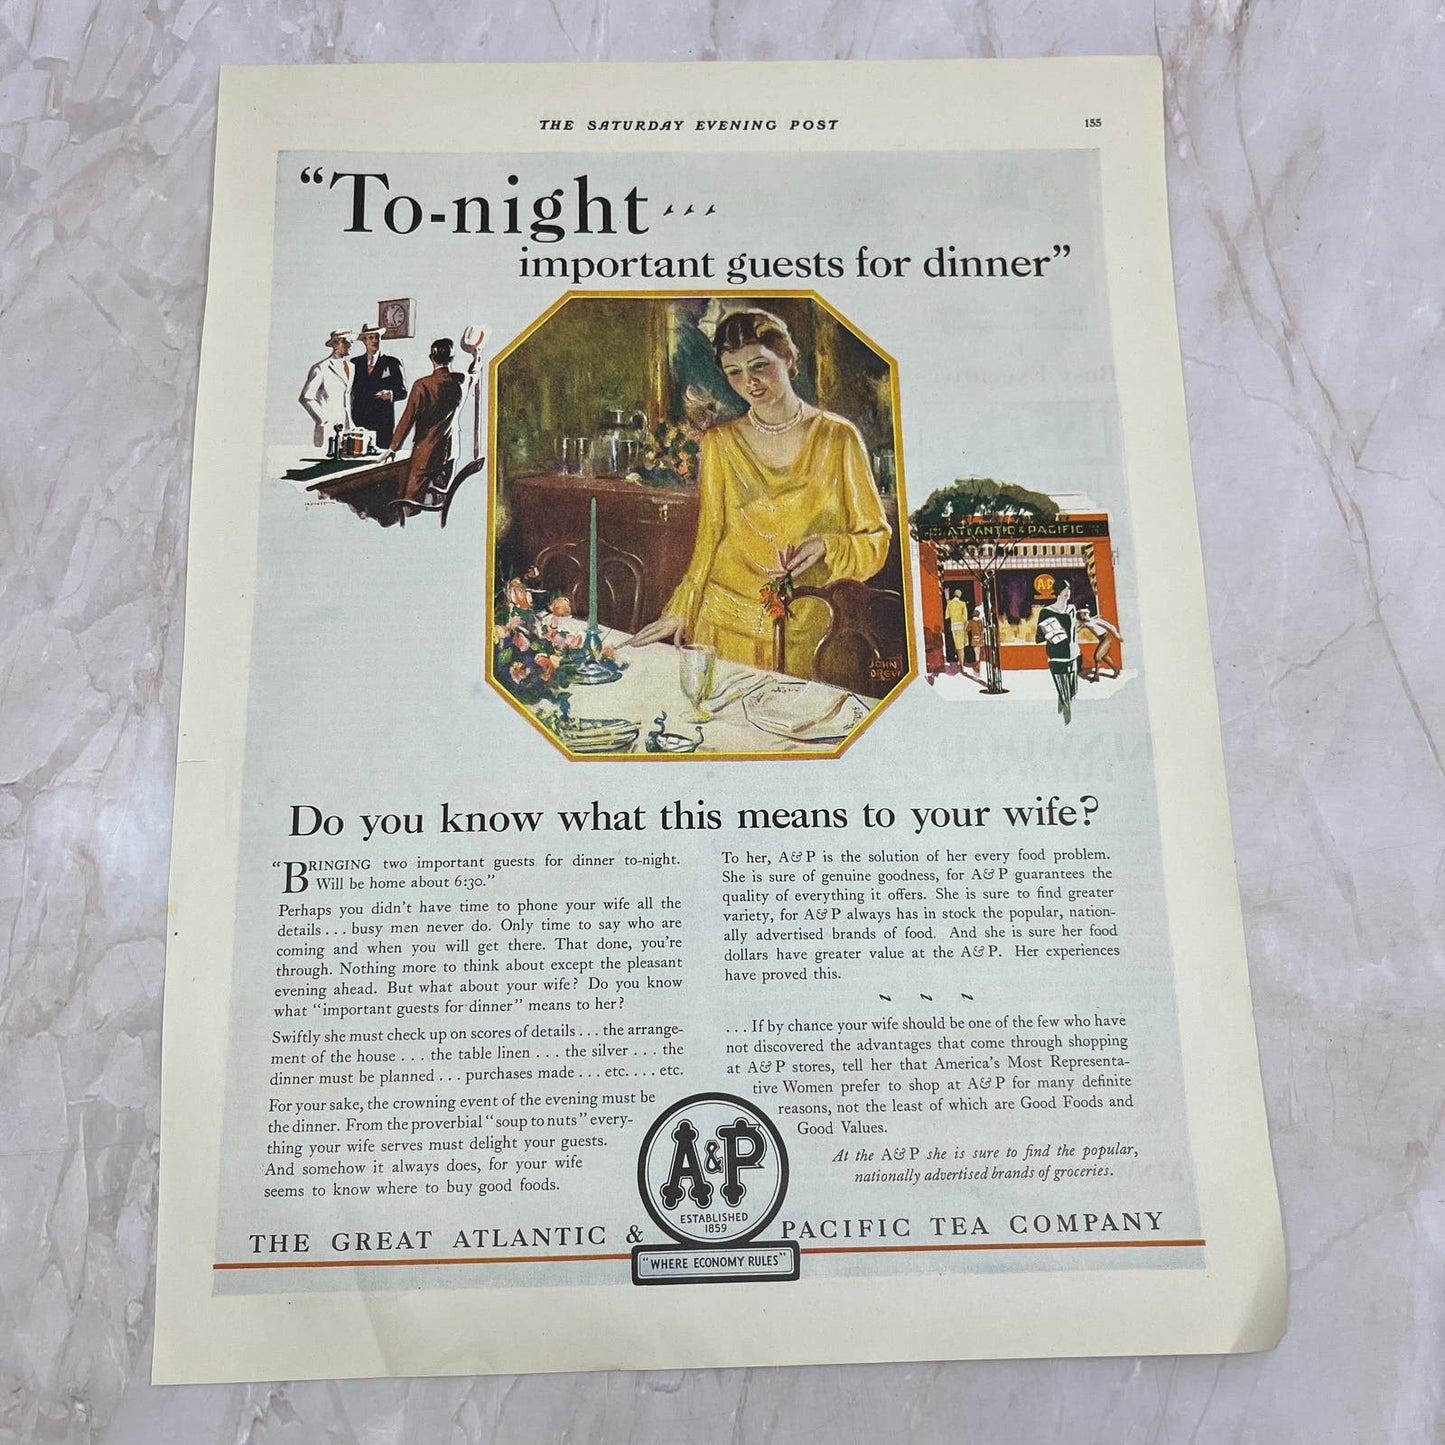 THE SATURDAY EVENING POST
155
"To-night...
important guests for dinner"
JOHN
DREW
ATLANTIC & PACIFIC
A&P
Do you know what this means to your wife?
"BRINGING two important guests for dinner to-night.
Will be home about 6:30."
Perhaps you didn't have time to phone your wife all the
details . . . busy men never do. Only time to say who are
coming and when you will get there. That done, you're
through. Nothing more to think about except the pleasant
evening ahead. But what about your wife? Do you know
what "important guests for dinner" means to her?
Swiftly she must check up on scores of details . . . the arrange-
ment of the house . . . the table linen . . . the silver . . . the
dinner must be planned . . . purchases made . . . etc. . . . etc.
For your sake, the crowning event of the evening must be
the dinner. From the proverbial "soup to nuts" every-
thing your wife serves must delight your guests.
And somehow it always does, for your wife
seems to know where to buy good foods.
To her, A&P is the solution of her every food problem.
She is sure of genuine goodness, for A&P guarantees the
quality of everything it offers. She is sure to find greater
variety, for A&P always has in stock the popular, nation-
ally advertised brands of food. And she is sure her food
dollars have greater value at the A&P. Her experiences
have proved this.
~ ~ ~
. . . If by chance your wife should be one of the few who have
not discovered the advantages that come through shopping
at A&P stores, tell her that America's Most Representa-
tive Women prefer to shop at A&P for many definite
reasons, not the least of which are Good Foods and
Good Values.
At the A&P she is sure to find the popular,
nationally advertised brands of groceries.
A&P
ESTABLISHED
1859
THE GREAT ATLANTIC & PACIFIC TEA COMPANY
"WHERE ECONOMY RULES"